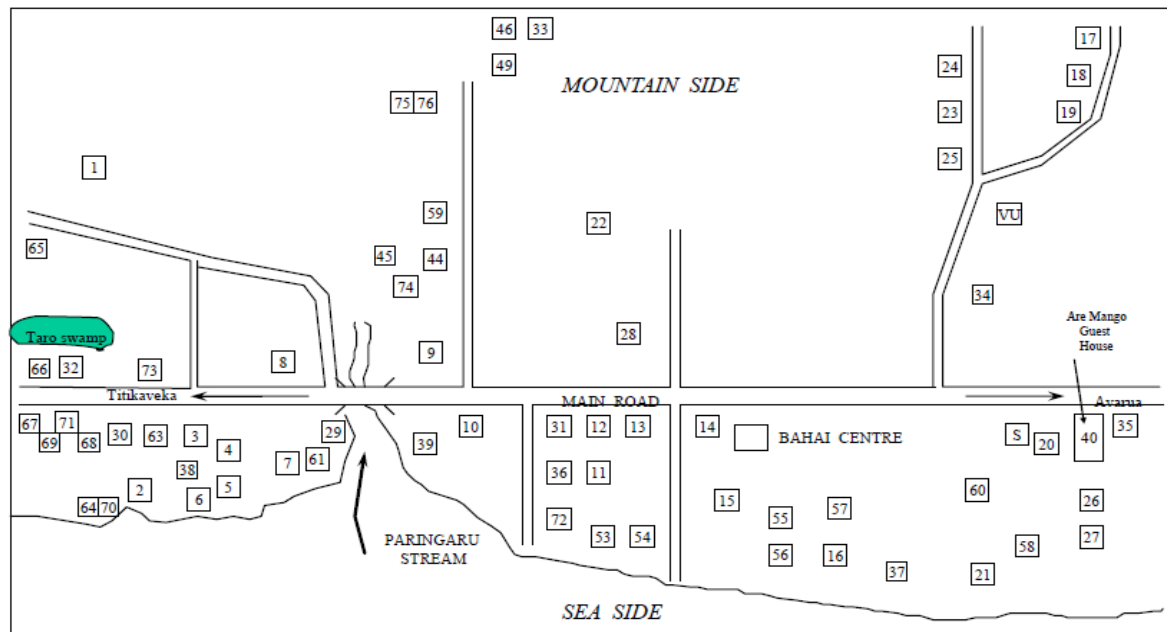 46 33
17
24
49
18
MOUNTAIN SIDE
75 76
23
19
1
25
59
VU
22
65
45
44
74
34
Are Mango
Guest
House
Taro swamp
28
66 32 73
8
9
Titikaveka
MAIN ROAD
Avarua
67 71
69 68
30 63 3
4
29
61
7
39
10
31 12 13
14
BAHAI CENTRE
S
20
40
35
38
36 11
2
5
6
64 70
60
26
15
57
55
72
53 54
PARINGARU
STREAM
27
58
56 16
37
21
SEA SIDE